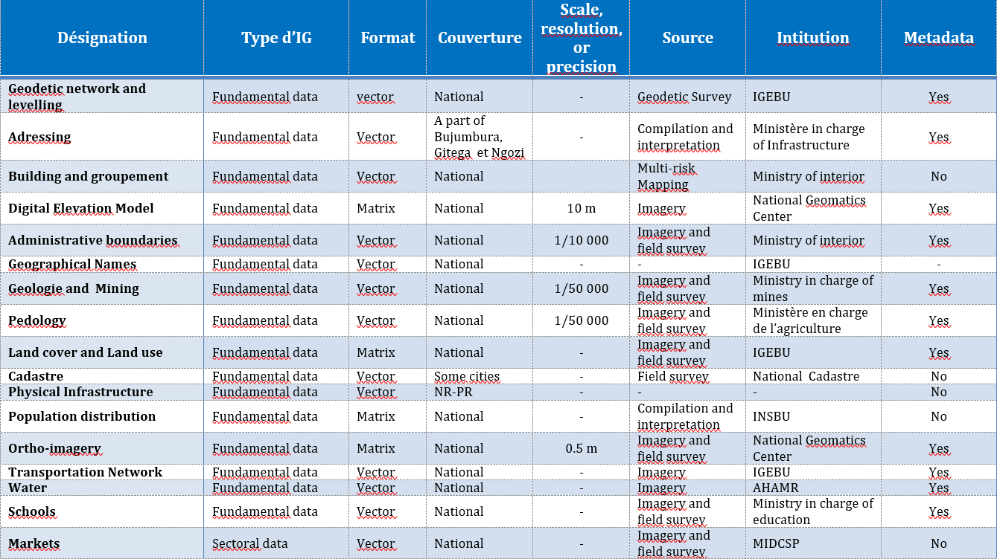 Désignation Type d'IG Format Couverture Scale, resolution, or precision Source Intitution Metadata
Geodetic network and levelling Fundamental data vector National - Geodetic Survey IGEBU Yes
Adressing Fundamental data Vector A part of Bujumbura, Gitega et Ngozi - Compilation and interpretation Ministère in charge of Infrastructure Yes
Building and groupement Fundamental data Vector National Multi-risk Mapping Ministry of interior No
Digital Elevation Model Fundamental data Matrix National 10 m Imagery National Geomatics Center Yes
Administrative boundaries Fundamental data Vector National 1/10 000 Imagery and field survey Ministry of interior Yes
Geographical Names Fundamental data Vector National - - IGEBU -
Geologie and Mining Fundamental data Vector National 1/50 000 Imagery and field survey Ministry in charge of mines Yes
Pedology Fundamental data Vector National 1/50 000 Imagery and field survey Ministère en charge de l'agriculture Yes
Land cover and Land use Fundamental data Matrix National - Imagery and field survey IGEBU Yes
Cadastre Fundamental data Vector Some cities - Field survey National Cadastre No
Physical Infrastructure Fundamental data Vector NR-PR - - - No
Population distribution Fundamental data Matrix National - Compilation and interpretation INSBU No
Ortho-imagery Fundamental data Matrix National 0.5 m Imagery and field survey National Geomatics Center Yes
Transportation Network Fundamental data Vector National - Imagery IGEBU Yes
Water Fundamental data Vector National - Imagery AHAMR Yes
Schools Fundamental data Vector National - Imagery and field survey Ministry in charge of education Yes
Markets Sectoral data Vector National - Imagery and field survey MIDCSP No